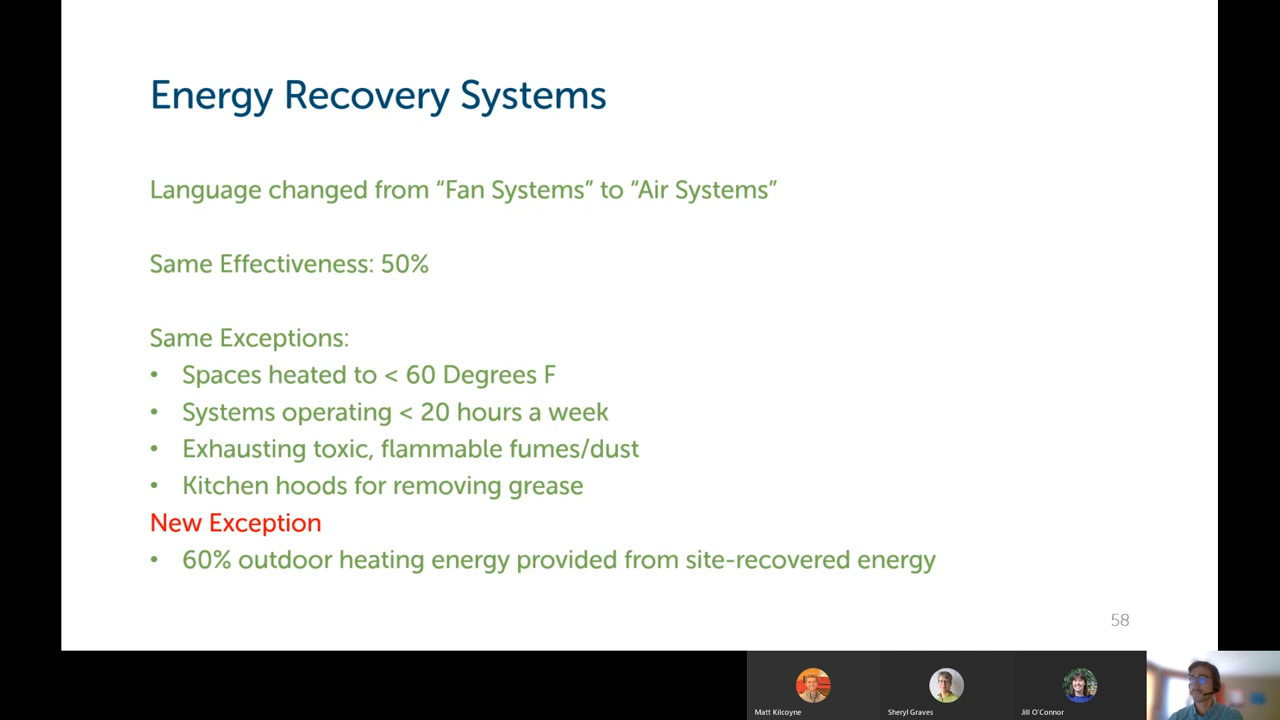 Energy Recovery Systems
Language changed from “Fan Systems” to “Air Systems”
Same Effectiveness: 50%
Same Exceptions:
• Spaces heated to < 60 Degrees F
• Systems operating < 20 hours a week
• Exhausting toxic, flammable fumes/dust
• Kitchen hoods for removing grease
New Exception
• 60% outdoor heating energy provided from site-recovered energy
58
Matt Kilcoyne
Sheryl Graves
Jill O'Connor